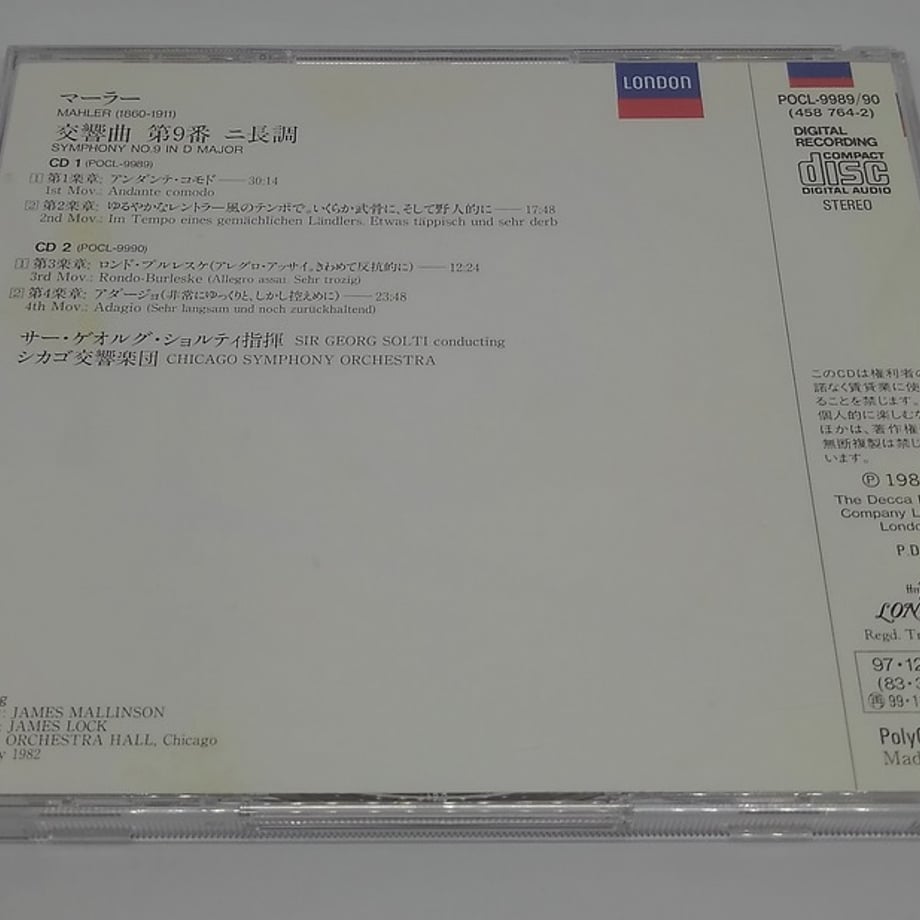 マーラー
MAHLER (1860-1911)
交響曲 第9番 ニ長調
SYMPHONY NO.9 IN D MAJOR
CD 1 (POCL-9989)
1 第1楽章: アンダンテ・コモド —— 30:14
1st Mov.: Andante comodo
2 第2楽章: ゆるやかなレントラー風のテンポで。いくらか武骨に、そして野人的に —— 17:48
2nd Mov.: Im Tempo eines gemächlichen Ländlers. Etwas täppisch und sehr derb
CD 2 (POCL-9990)
1 第3楽章: ロンド・ブルレスケ(アレグロ・アッサイ。きわめて反抗的に) —— 12:24
3rd Mov.: Rondo-Burleske (Allegro assai. Sehr trozig)
2 第4楽章: アダージョ(非常にゆっくりと、しかし控えめに) —— 23:48
4th Mov.: Adagio (Sehr langsam und noch zurückhaltend)
サー・ゲオルグ・ショルティ指揮 SIR GEORG SOLTI conducting
シカゴ交響楽団 CHICAGO SYMPHONY ORCHESTRA
: JAMES MALLINSON
: JAMES LOCK
ORCHESTRA HALL, Chicago
1982
LONDON
POCL-9989/90
(458 764-2)
DIGITAL
RECORDING
COMPACT
disc
DIGITAL AUDIO
STEREO
このCDは権利者の
諾なく賃貸業に使
ることを禁じます。
個人的に楽しむ
ほかは、著作権
無断複製は禁じ
います。
Ⓟ 198
The Decca
Company
Londo
P.D
LON
Regd. Tr
97・12
(83・3
再 99・1
Poly
Mad